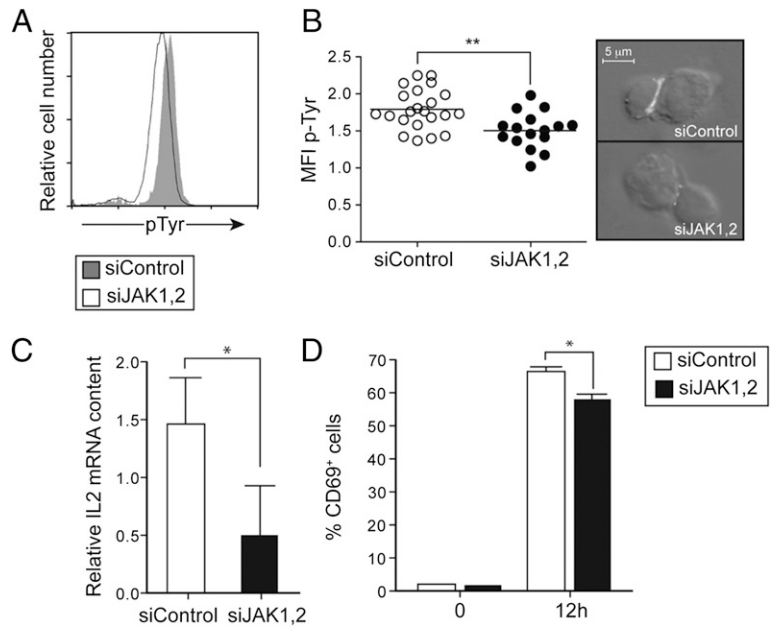 A
Relative cell number
pTyr
siControl
siJAK1,2
B
MFI p-Tyr
2.5
2.0
1.5
1.0
0.5
0.0
**
siControl
siJAK1,2
5 µm
siControl
siJAK1,2
C
Relative IL2 mRNA content
2.0
1.5
1.0
0.5
0.0
*
siControl
siJAK1,2
D
% CD69⁺ cells
70
60
50
40
30
20
10
0
*
0
12h
siControl
siJAK1,2